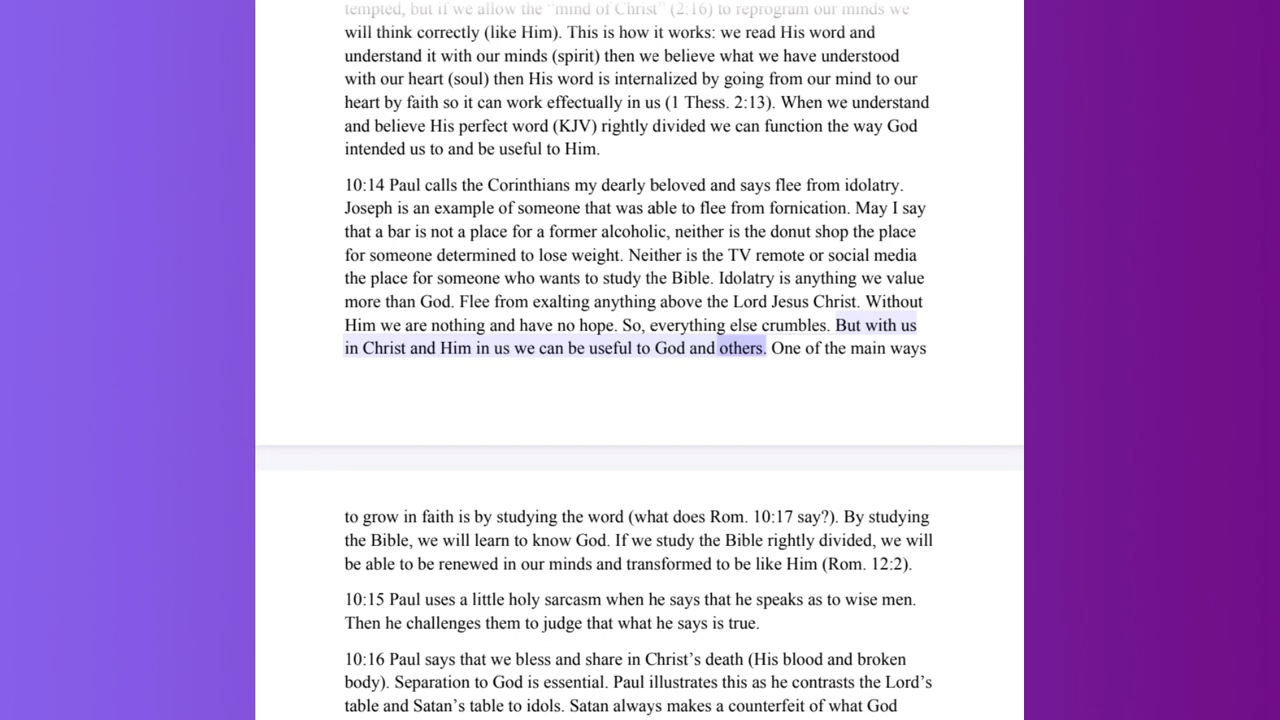 tempted, but if we allow the “mind of Christ” (2:16) to reprogram our minds we
will think correctly (like Him). This is how it works: we read His word and
understand it with our minds (spirit) then we believe what we have understood
with our heart (soul) then His word is internalized by going from our mind to our
heart by faith so it can work effectually in us (1 Thess. 2:13). When we understand
and believe His perfect word (KJV) rightly divided we can function the way God
intended us to and be useful to Him.
10:14 Paul calls the Corinthians my dearly beloved and says flee from idolatry.
Joseph is an example of someone that was able to flee from fornication. May I say
that a bar is not a place for a former alcoholic, neither is the donut shop the place
for someone determined to lose weight. Neither is the TV remote or social media
the place for someone who wants to study the Bible. Idolatry is anything we value
more than God. Flee from exalting anything above the Lord Jesus Christ. Without
Him we are nothing and have no hope. So, everything else crumbles. But with us
in Christ and Him in us we can be useful to God and others. One of the main ways
to grow in faith is by studying the word (what does Rom. 10:17 say?). By studying
the Bible, we will learn to know God. If we study the Bible rightly divided, we will
be able to be renewed in our minds and transformed to be like Him (Rom. 12:2).
10:15 Paul uses a little holy sarcasm when he says that he speaks as to wise men.
Then he challenges them to judge that what he says is true.
10:16 Paul says that we bless and share in Christ’s death (His blood and broken
body). Separation to God is essential. Paul illustrates this as he contrasts the Lord’s
table and Satan’s table to idols. Satan always makes a counterfeit of what God